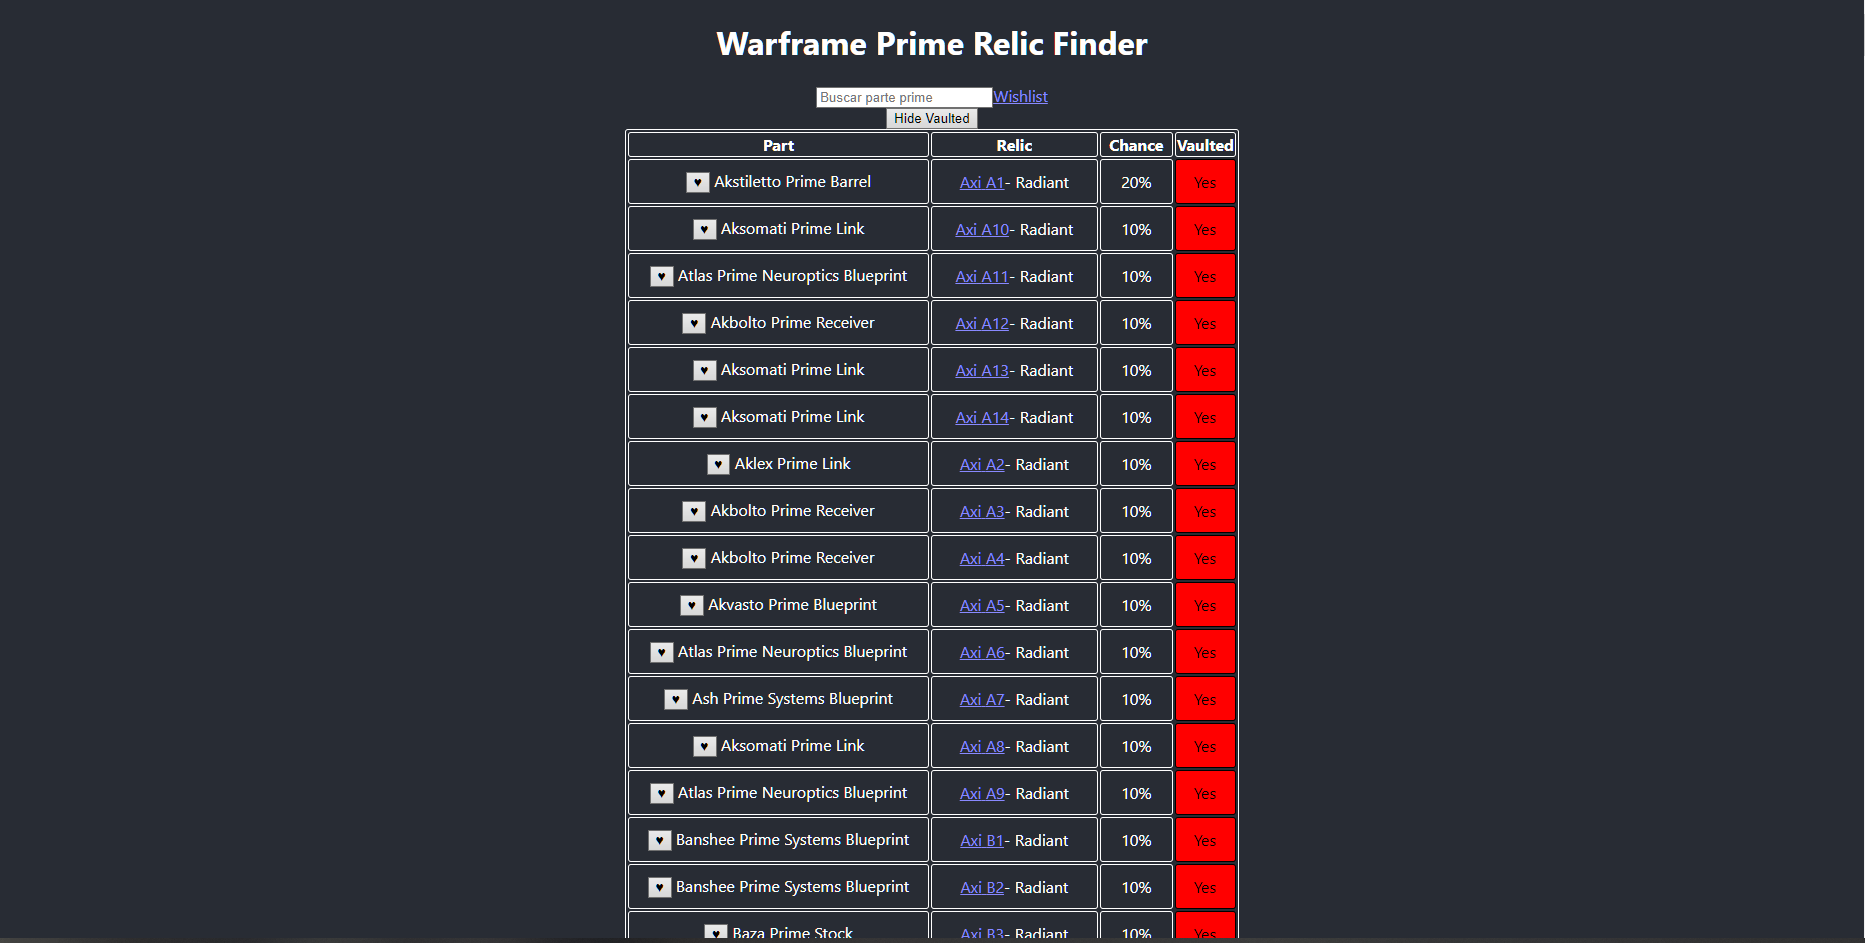 Warframe Prime Relic Finder
Buscar parte prime Wishlist
Hide Vaulted
Part Relic Chance Vaulted
♥ Akstiletto Prime Barrel Axi A1- Radiant 20% Yes
♥ Aksomati Prime Link Axi A10- Radiant 10% Yes
♥ Atlas Prime Neuroptics Blueprint Axi A11- Radiant 10% Yes
♥ Akbolto Prime Receiver Axi A12- Radiant 10% Yes
♥ Aksomati Prime Link Axi A13- Radiant 10% Yes
♥ Aksomati Prime Link Axi A14- Radiant 10% Yes
♥ Aklex Prime Link Axi A2- Radiant 10% Yes
♥ Akbolto Prime Receiver Axi A3- Radiant 10% Yes
♥ Akbolto Prime Receiver Axi A4- Radiant 10% Yes
♥ Akvasto Prime Blueprint Axi A5- Radiant 10% Yes
♥ Atlas Prime Neuroptics Blueprint Axi A6- Radiant 10% Yes
♥ Ash Prime Systems Blueprint Axi A7- Radiant 10% Yes
♥ Aksomati Prime Link Axi A8- Radiant 10% Yes
♥ Atlas Prime Neuroptics Blueprint Axi A9- Radiant 10% Yes
♥ Banshee Prime Systems Blueprint Axi B1- Radiant 10% Yes
♥ Banshee Prime Systems Blueprint Axi B2- Radiant 10% Yes
♥ Baza Prime Stock Axi B3- Radiant 10% Yes